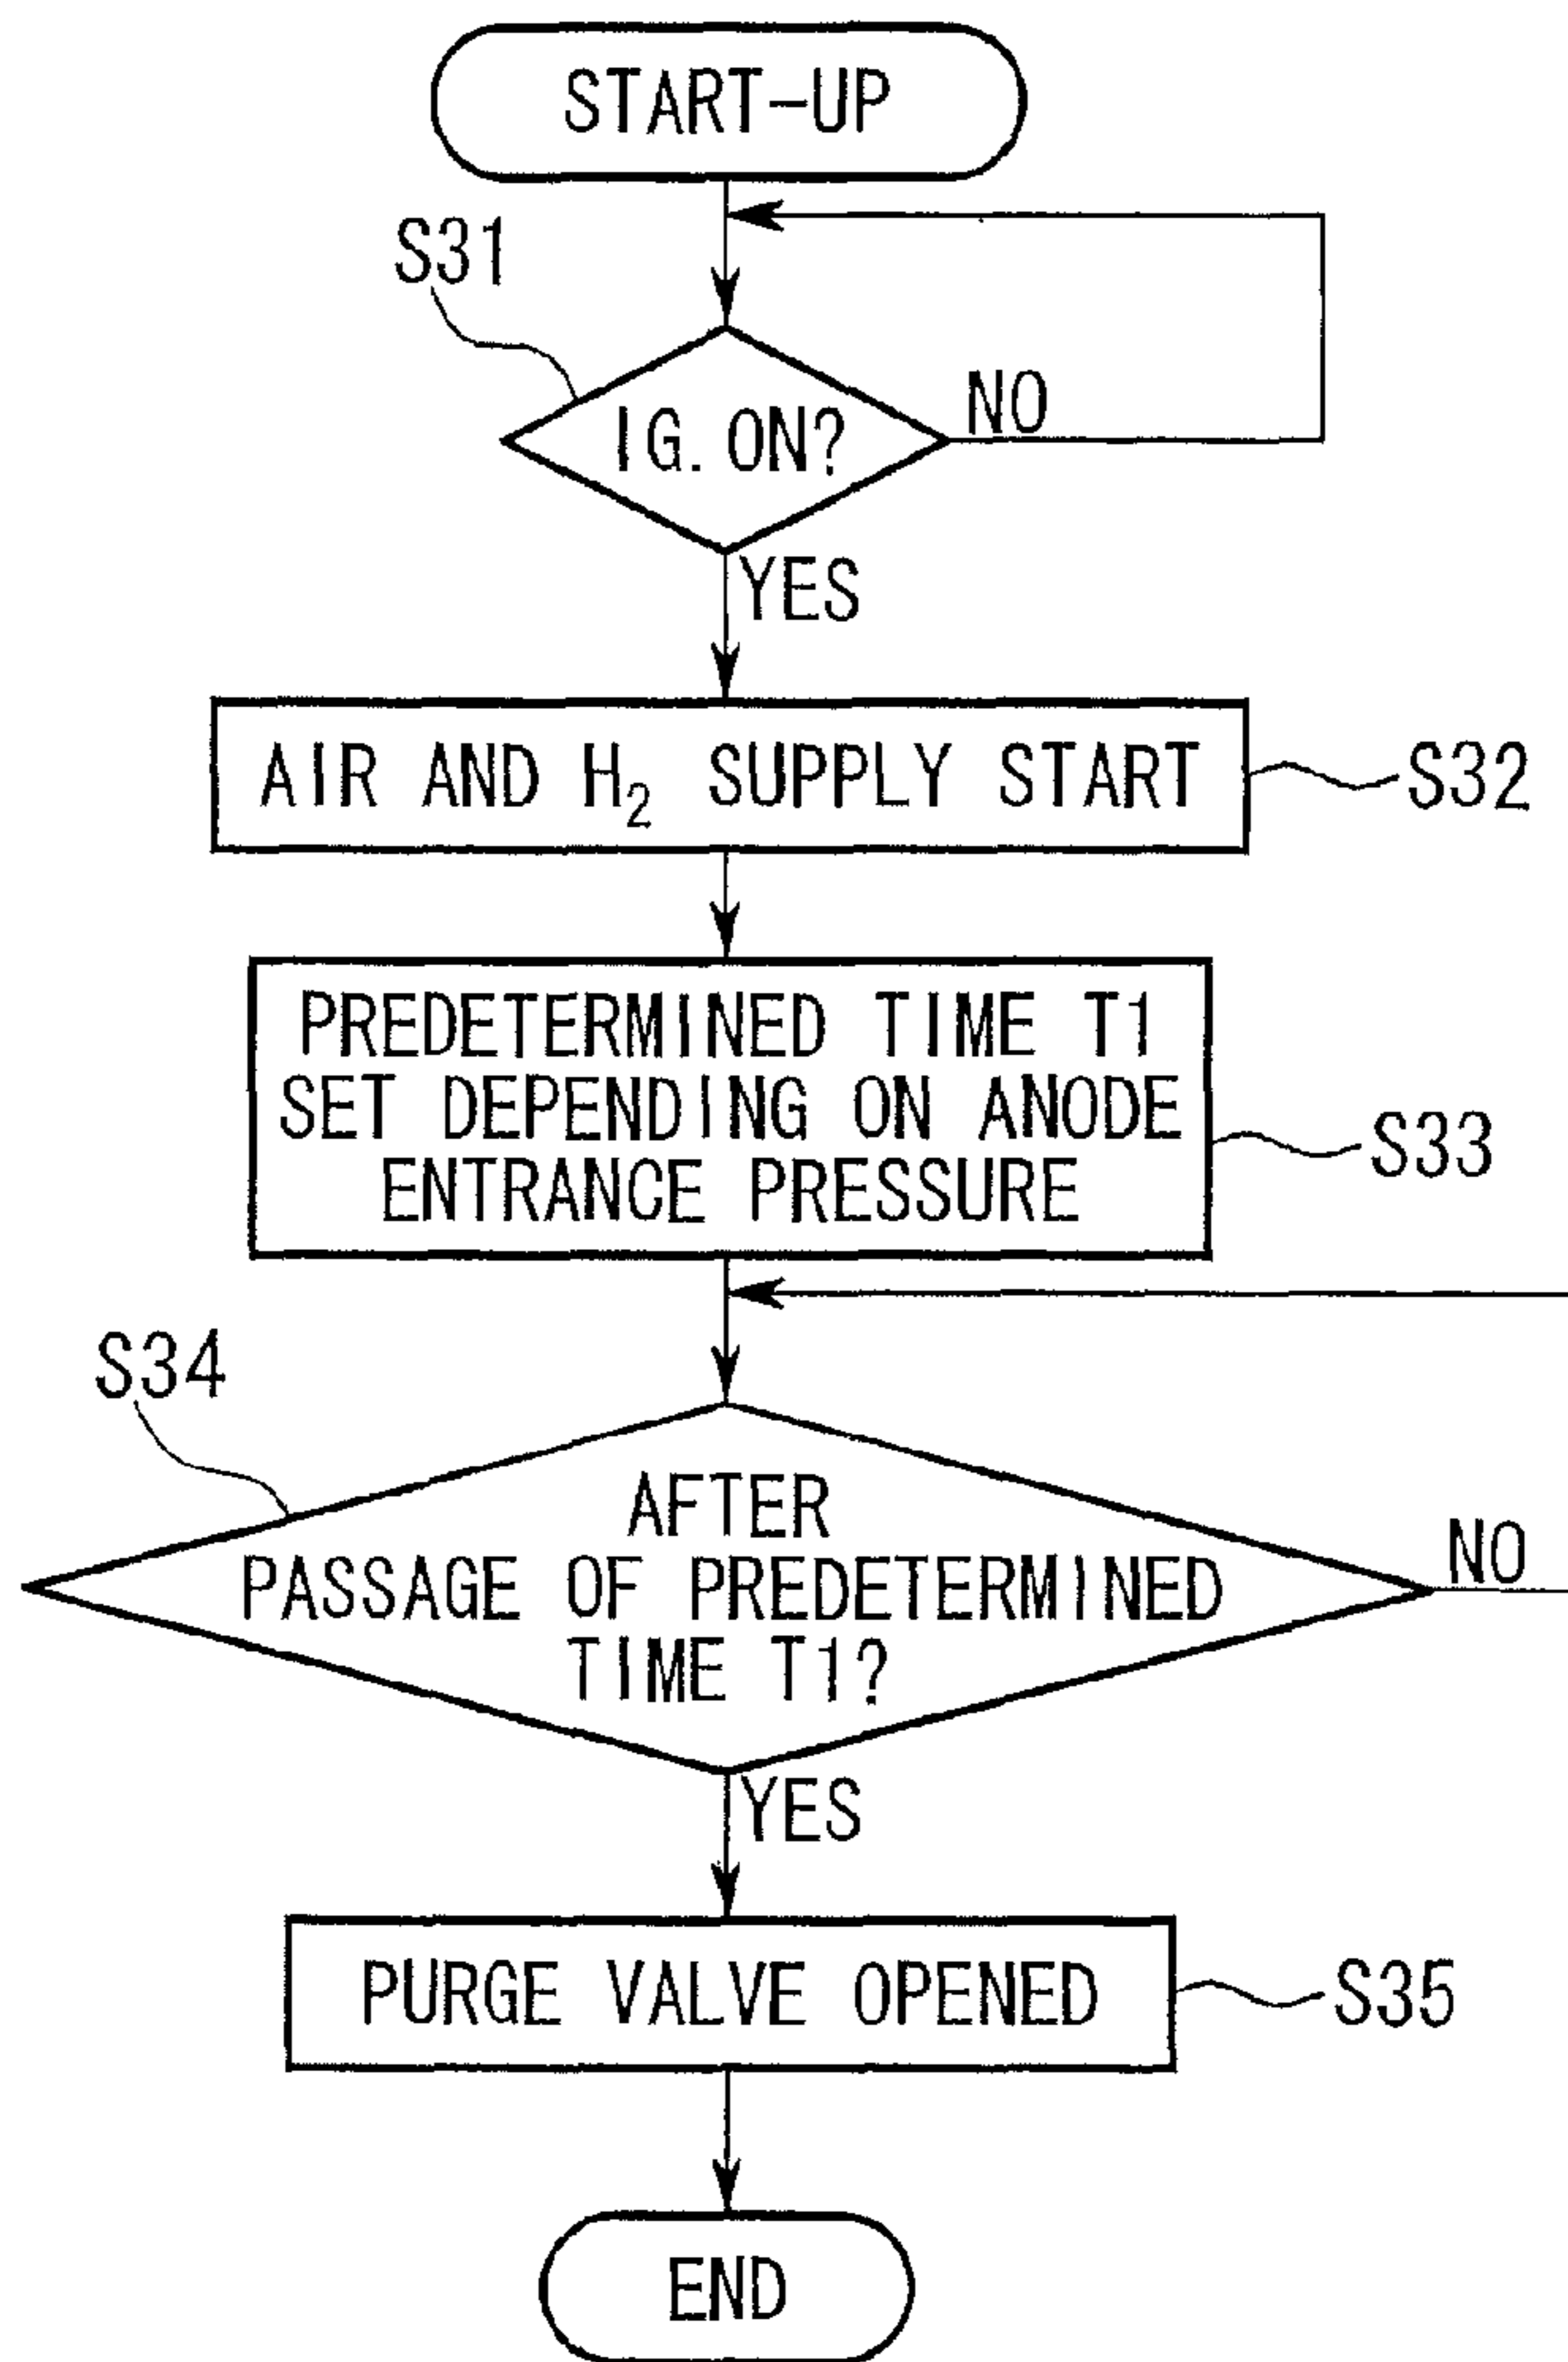 START-UP
S31
IG. ON?
NO
YES
AIR AND H₂ SUPPLY START
S32
PREDETERMINED TIME T1
SET DEPENDING ON ANODE
ENTRANCE PRESSURE
S33
S34
AFTER
PASSAGE OF PREDETERMINED
TIME T1?
NO
YES
PURGE VALVE OPENED
S35
END